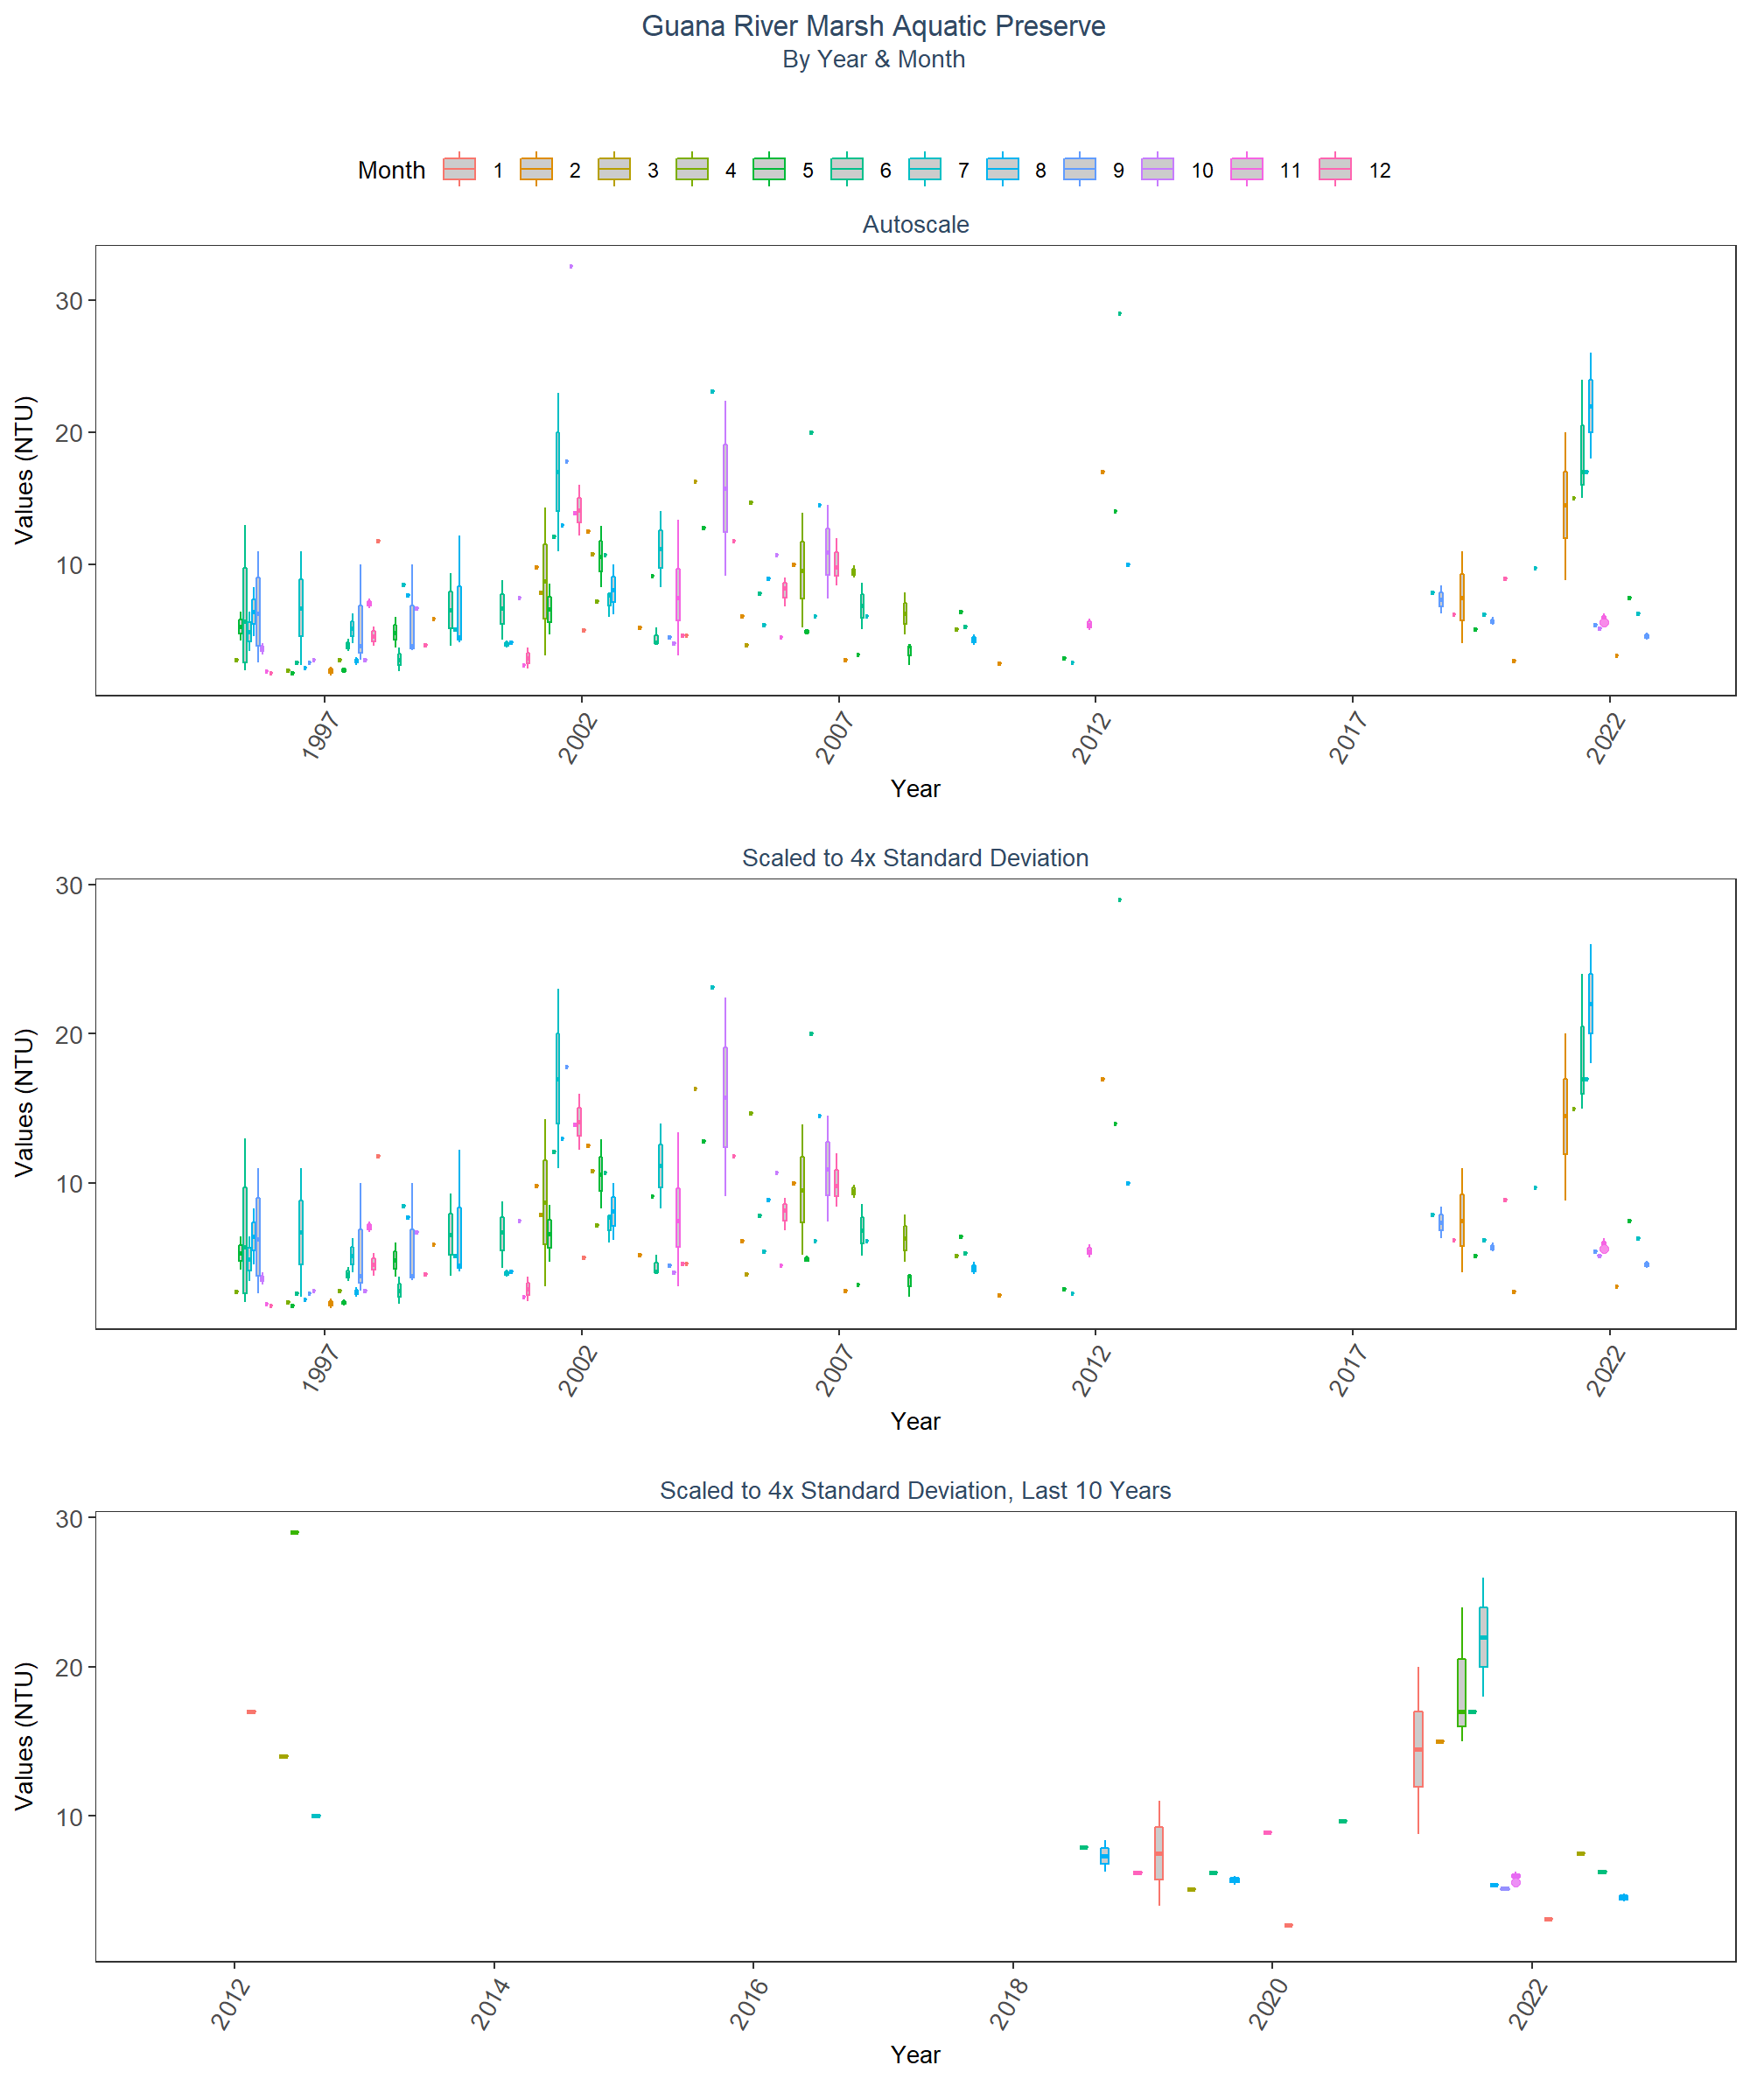 Guana River Marsh Aquatic Preserve
By Year & Month
Month 1 2 3 4 5 6 7 8 9 10 11 12
Autoscale
Values (NTU)
30
20
10
1997 2002 2007 2012 2017 2022
Year
Scaled to 4x Standard Deviation
Values (NTU)
30
20
10
1997 2002 2007 2012 2017 2022
Year
Scaled to 4x Standard Deviation, Last 10 Years
Values (NTU)
30
20
10
2012 2014 2016 2018 2020 2022
Year